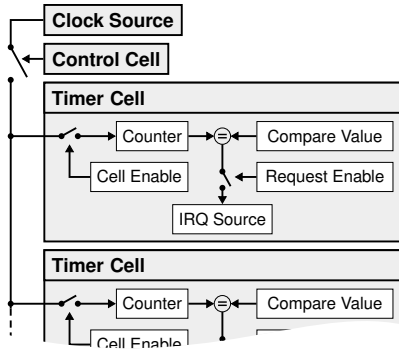 Clock Source
Control Cell
Timer Cell
Counter = Compare Value
Cell Enable Request Enable
IRQ Source
Timer Cell
Counter = Compare Value
Cell Enable